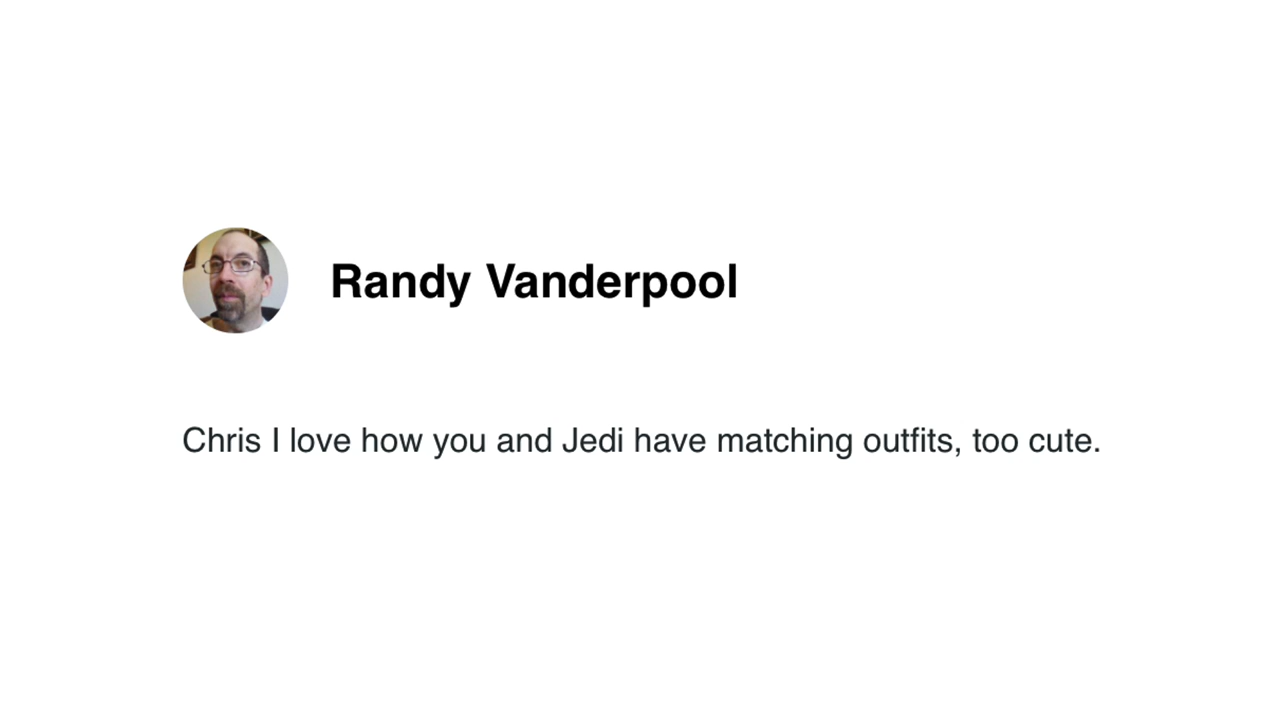 Randy Vanderpool
Chris I love how you and Jedi have matching outfits, too cute.